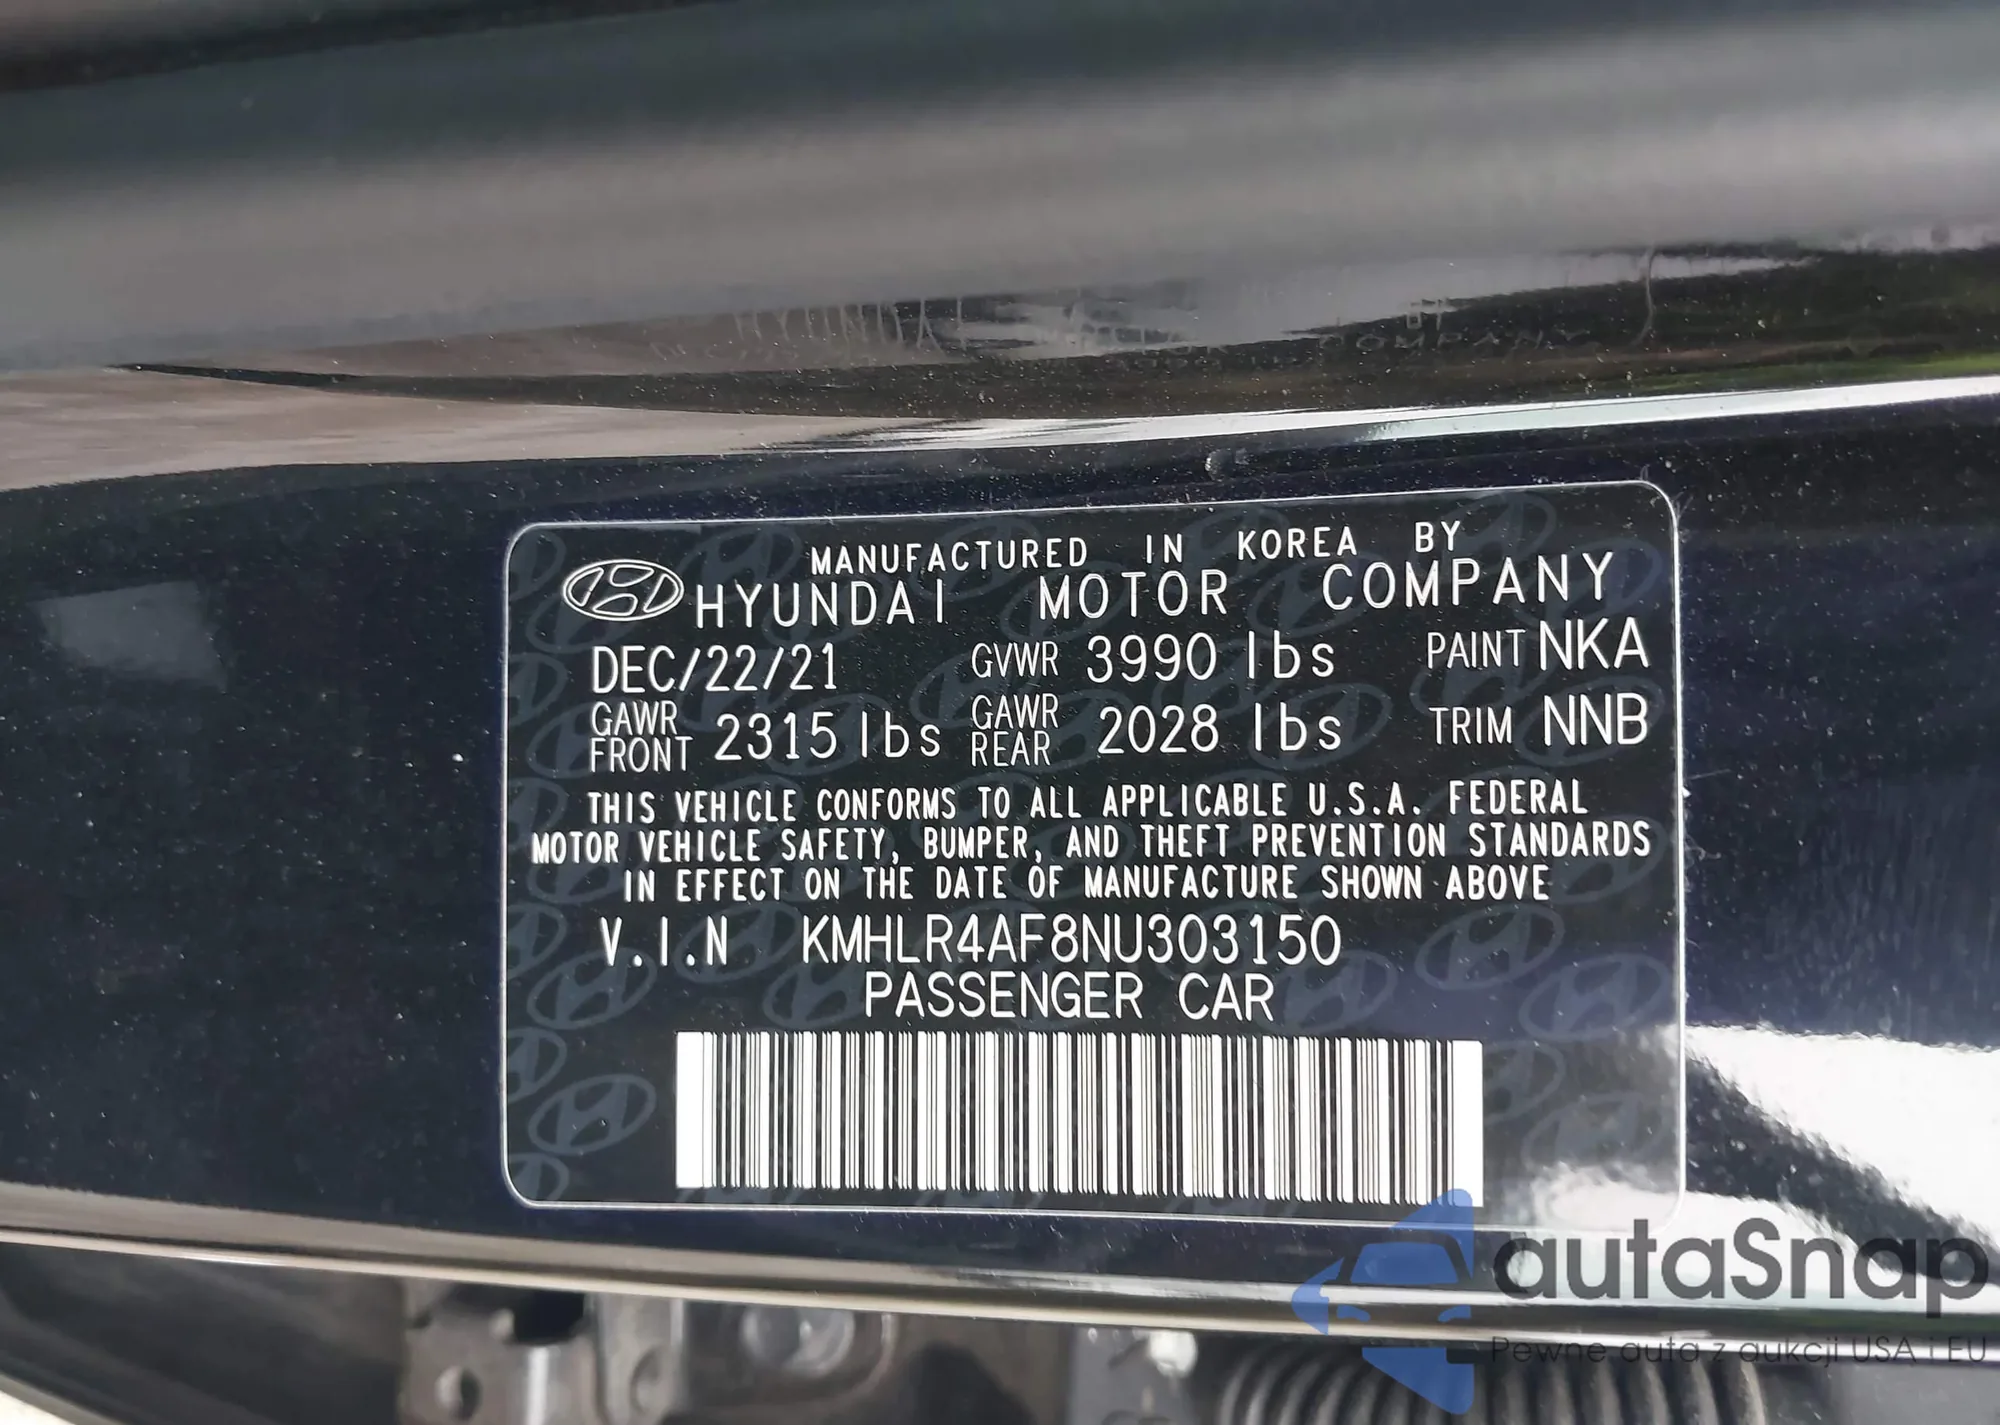 MANUFACTURED IN KOREA BY
HYUNDAI MOTOR COMPANY
DEC/22/21 GVWR 3990 lbs PAINT NKA
GAWR FRONT 2315 lbs GAWR REAR 2028 lbs TRIM NNB
THIS VEHICLE CONFORMS TO ALL APPLICABLE U.S.A. FEDERAL
MOTOR VEHICLE SAFETY, BUMPER, AND THEFT PREVENTION STANDARDS
IN EFFECT ON THE DATE OF MANUFACTURE SHOWN ABOVE
V.I.N KMHLR4AF8NU303150
PASSENGER CAR
autaSnap
Pewne auta z aukcji USA i EU